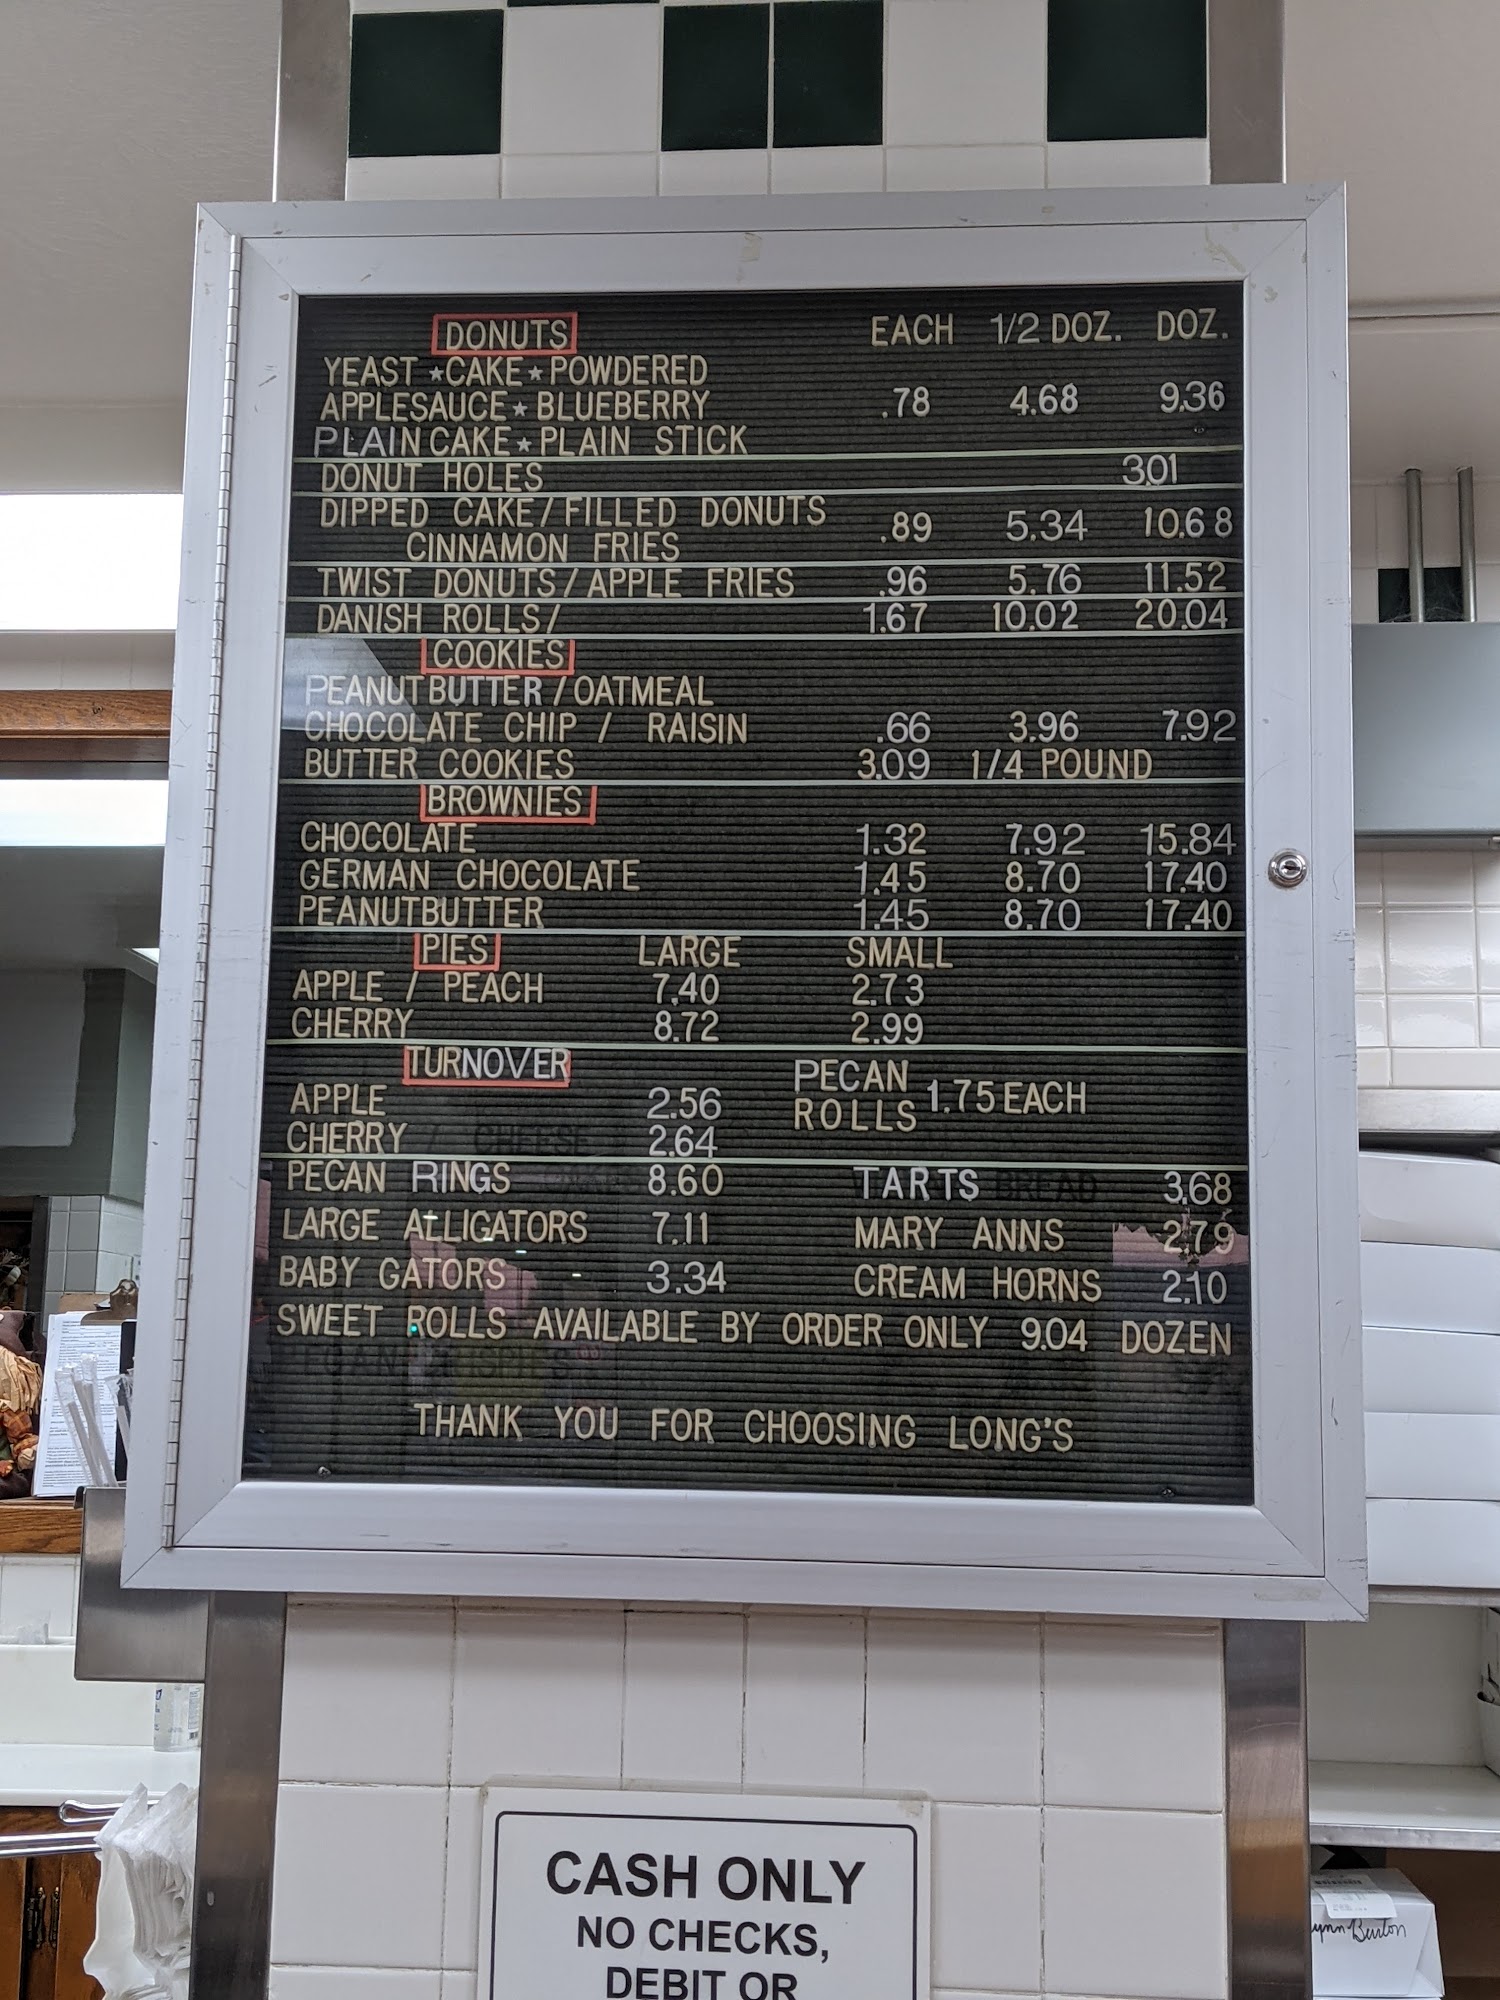 DONUTS EACH 1/2 DOZ. DOZ.
YEAST ★ CAKE ★ POWDERED
APPLESAUCE ★ BLUEBERRY .78 4.68 9.36
PLAIN CAKE ★ PLAIN STICK
DONUT HOLES 3.01
DIPPED CAKE / FILLED DONUTS .89 5.34 10.68
CINNAMON FRIES
TWIST DONUTS / APPLE FRIES .96 5.76 11.52
DANISH ROLLS / 1.67 10.02 20.04
COOKIES
PEANUT BUTTER / OATMEAL
CHOCOLATE CHIP / RAISIN .66 3.96 7.92
BUTTER COOKIES 3.09 1/4 POUND
BROWNIES
CHOCOLATE 1.32 7.92 15.84
GERMAN CHOCOLATE 1.45 8.70 17.40
PEANUTBUTTER 1.45 8.70 17.40
PIES LARGE SMALL
APPLE / PEACH 7.40 2.73
CHERRY 8.72 2.99
TURNOVER
APPLE 2.56
CHERRY 2.64
PECAN
ROLLS 1.75 EACH
PECAN RINGS 8.60 TARTS 3.68
LARGE ALLIGATORS 7.11 MARY ANNS 2.79
BABY GATORS 3.34 CREAM HORNS 2.10
SWEET ROLLS AVAILABLE BY ORDER ONLY 9.04 DOZEN
THANK YOU FOR CHOOSING LONG'S
CASH ONLY
NO CHECKS,
DEBIT OR
Burton